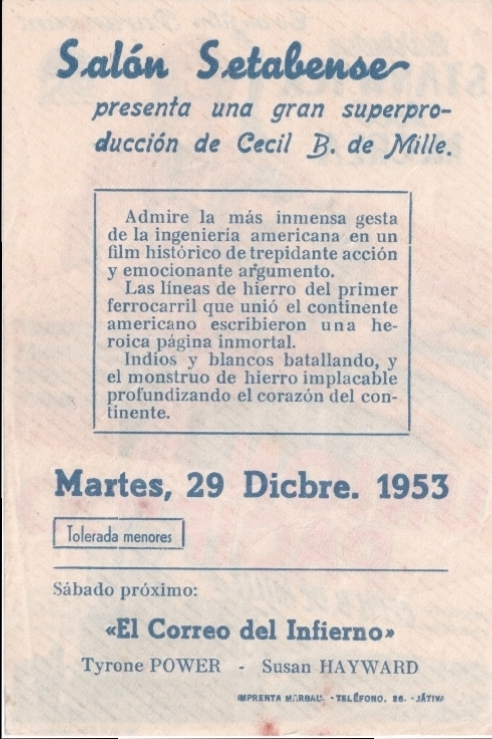 Salón Setabense
presenta una gran superpro-
ducción de Cecil B. de Mille.
Admire la más inmensa gesta
de la ingeniería americana en un
film histórico de trepidante acción
y emocionante argumento.
Las líneas de hierro del primer
ferrocarril que unió el continente
americano escribieron una he-
roica página inmortal.
Indios y blancos batallando, y
el monstruo de hierro implacable
profundizando el corazón del con-
tinente.
Martes, 29 Dicbre. 1953
Tolerada menores
Sábado próximo:
«El Correo del Infierno»
Tyrone POWER - Susan HAYWARD
IMPRENTA MARBAU. - TELÉFONO. 26. - JÁTIVA